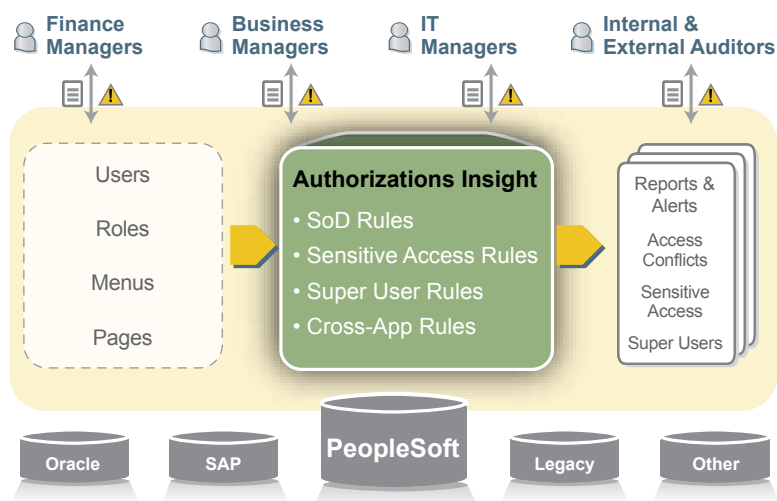 Finance
Managers
Business
Managers
IT
Managers
Internal &
External Auditors
!
!
!
!
Users
Roles
Menus
Pages
Authorizations Insight
• SoD Rules
• Sensitive Access Rules
• Super User Rules
• Cross-App Rules
Reports &
Alerts
Access
Conflicts
Sensitive
Access
Super Users
Oracle
SAP
PeopleSoft
Legacy
Other